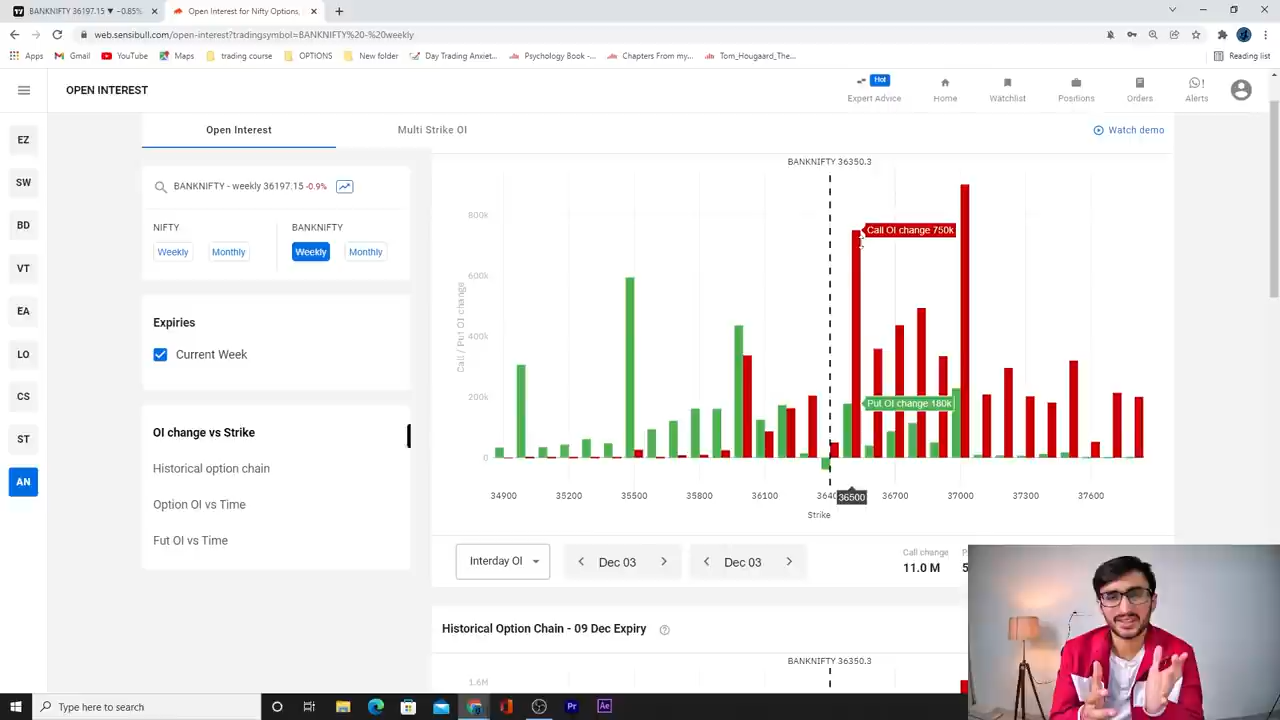 BANKNIFTY 36197.15 ▼ −0.85%
Open Interest for Nifty Options,
web.sensibull.com/open-interest?tradingsymbol=BANKNIFTY%20-%20weekly
Apps
Gmail
YouTube
Maps
trading course
OPTIONS
New folder
Day Trading Anxiet...
Psychology Book -...
Chapters From my...
Tom_Hougaard_The...
Reading list
OPEN INTEREST
Hot
Expert Advice
Home
Watchlist
Positions
Orders
Alerts
EZ
SW
BD
VT
EA
LO
CS
ST
AN
Open Interest
Multi Strike OI
Watch demo
BANKNIFTY - weekly 36197.15 -0.9%
NIFTY
BANKNIFTY
Weekly
Monthly
Weekly
Monthly
Expiries
Current Week
OI change vs Strike
Historical option chain
Option OI vs Time
Fut OI vs Time
BANKNIFTY 36350.3
Call / Put OI change
800k
600k
400k
200k
0
Call OI change 750k
Put OI change 180k
34900
35200
35500
35800
36100
3640
36500
36700
37000
37300
37600
Strike
Interday OI
Dec 03
Dec 03
Call change
11.0 M
Historical Option Chain - 09 Dec Expiry
BANKNIFTY 36350.3
1.6M
Type here to search
Pr
Ae